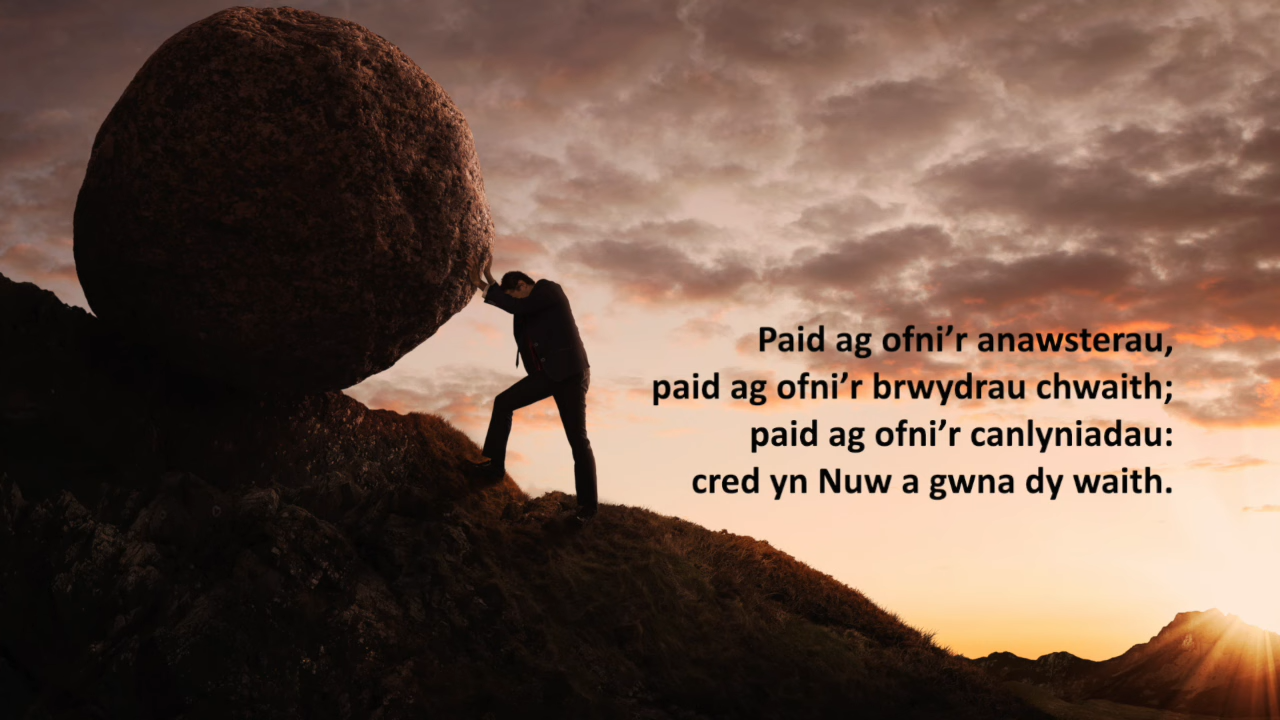 Paid ag ofni’r anawsterau,
paid ag ofni’r brwydrau chwaith;
paid ag ofni’r canlyniadau:
cred yn Nuw a gwna dy waith.